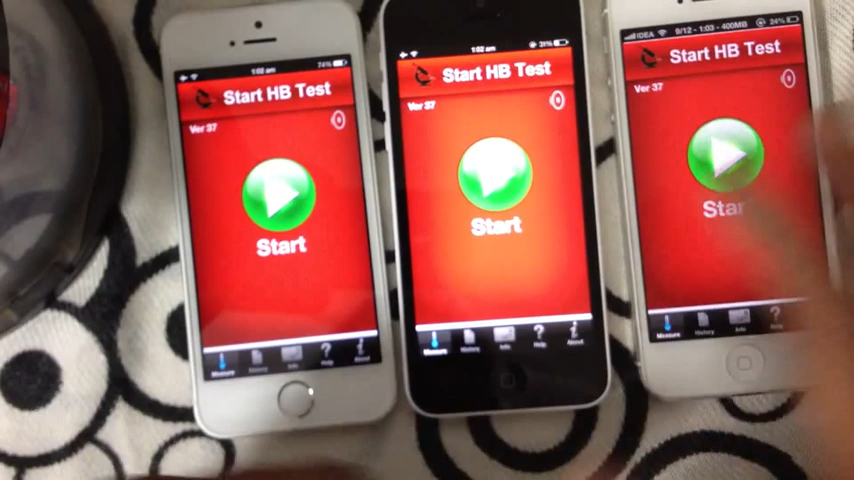 1:02 am 74%
Start HB Test
Ver 37
Start
Measure History Info Help About
1:02 am 31%
Start HB Test
Ver 37
Start
Measure History Info Help About
IDEA 9/12 - 1:03 - 400MB 24%
Start HB Test
Ver 37
Start
Measure History Info Help